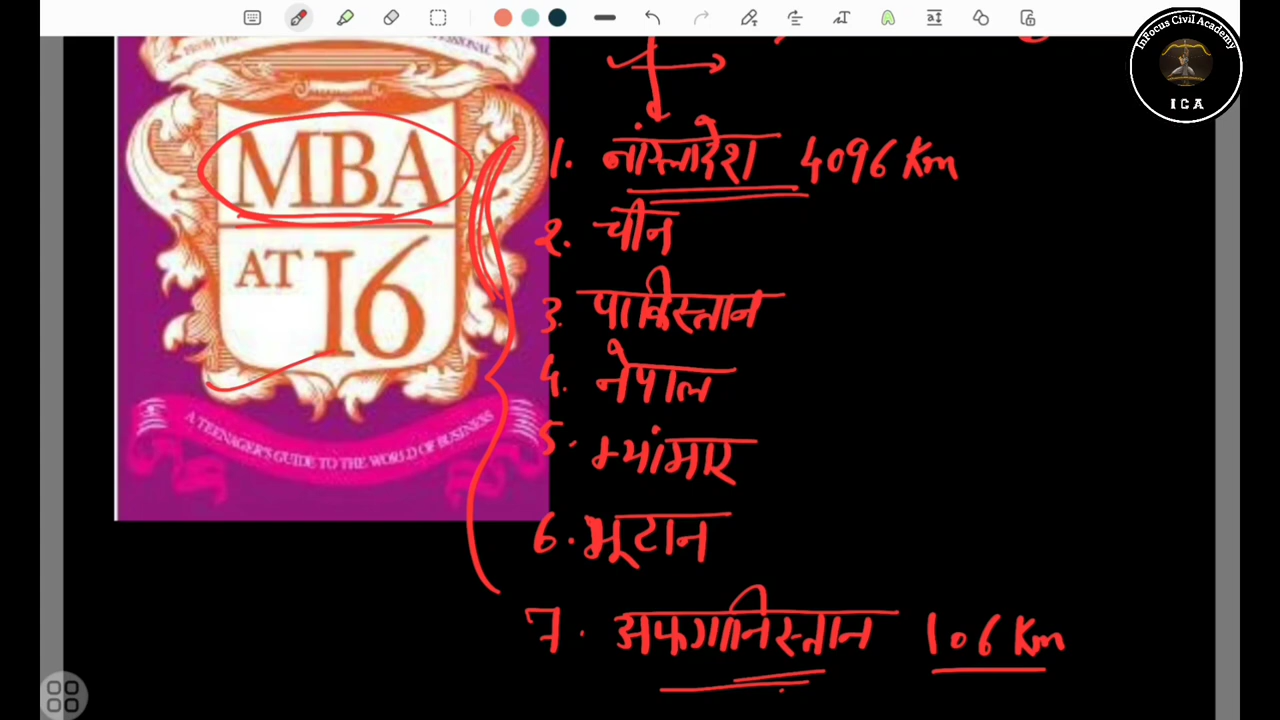 InFocus Civil Academy
ICA
MBA
AT 16
A TEENAGER'S GUIDE TO THE WORLD OF BUSINESS
1. बांग्लादेश 4096 Km
2. चीन
3. पाकिस्तान
4. नेपाल
5. म्यांमार
6. भूटान
7. अफगानिस्तान 106 Km